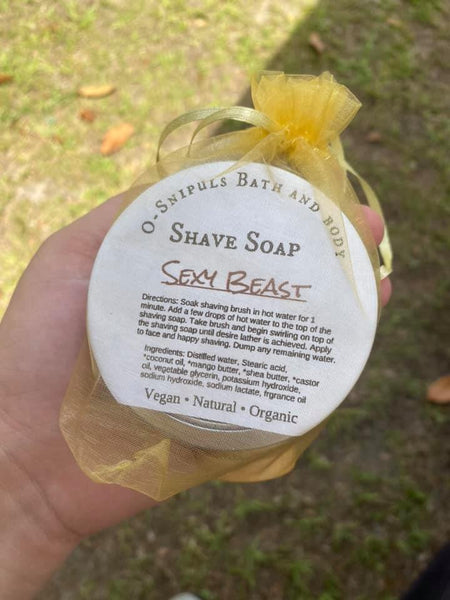 O-Snipuls Bath and body
Shave Soap
Sexy Beast
Directions: Soak shaving brush in hot water for 1
minute. Add a few drops of hot water to the top of the
shaving soap. Take brush and begin swirling on top of
the shaving soap until desire lather is achieved. Apply
to face and happy shaving. Dump any remaining water.
Ingredients: Distilled water, Stearic acid,
*coconut oil, *mango butter, *shea butter, *castor
oil, vegetable glycerin, potassium hydroxide,
sodium hydroxide, sodium lactate, frgrance oil
Vegan • Natural • Organic